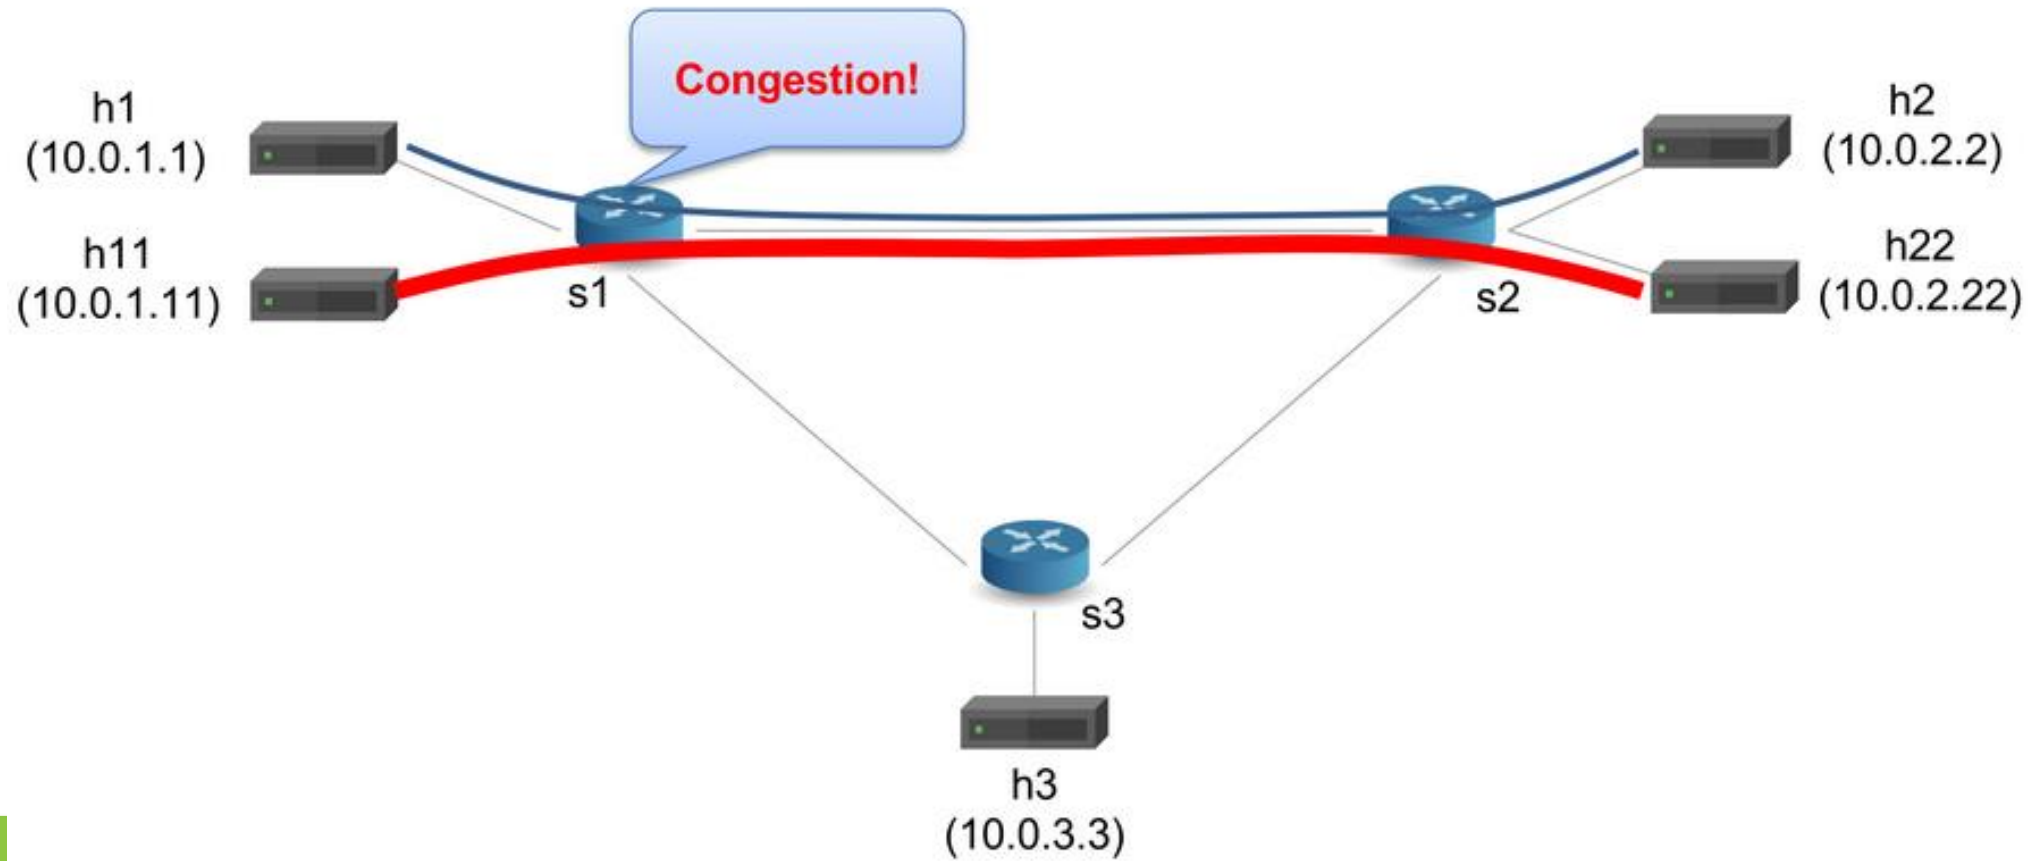 Congestion!
h1
(10.0.1.1)
h2
(10.0.2.2)
h11
(10.0.1.11)
s1
s2
h22
(10.0.2.22)
s3
h3
(10.0.3.3)